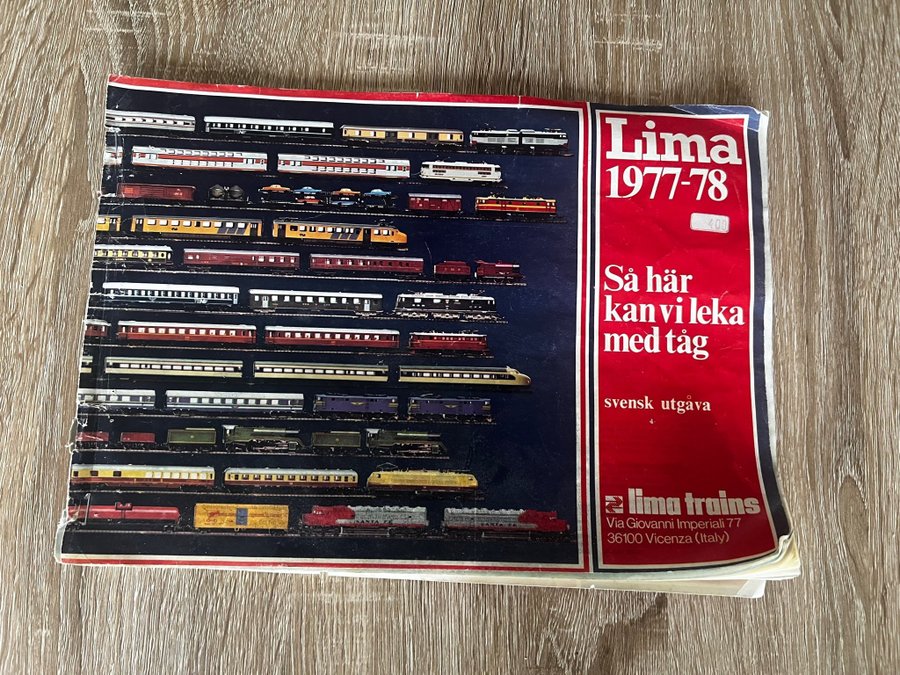 Lima
1977-78
400
Så här
kan vi leka
med tåg
svensk utgåva
lima trains
Via Giovanni Imperiali 77
36100 Vicenza (Italy)